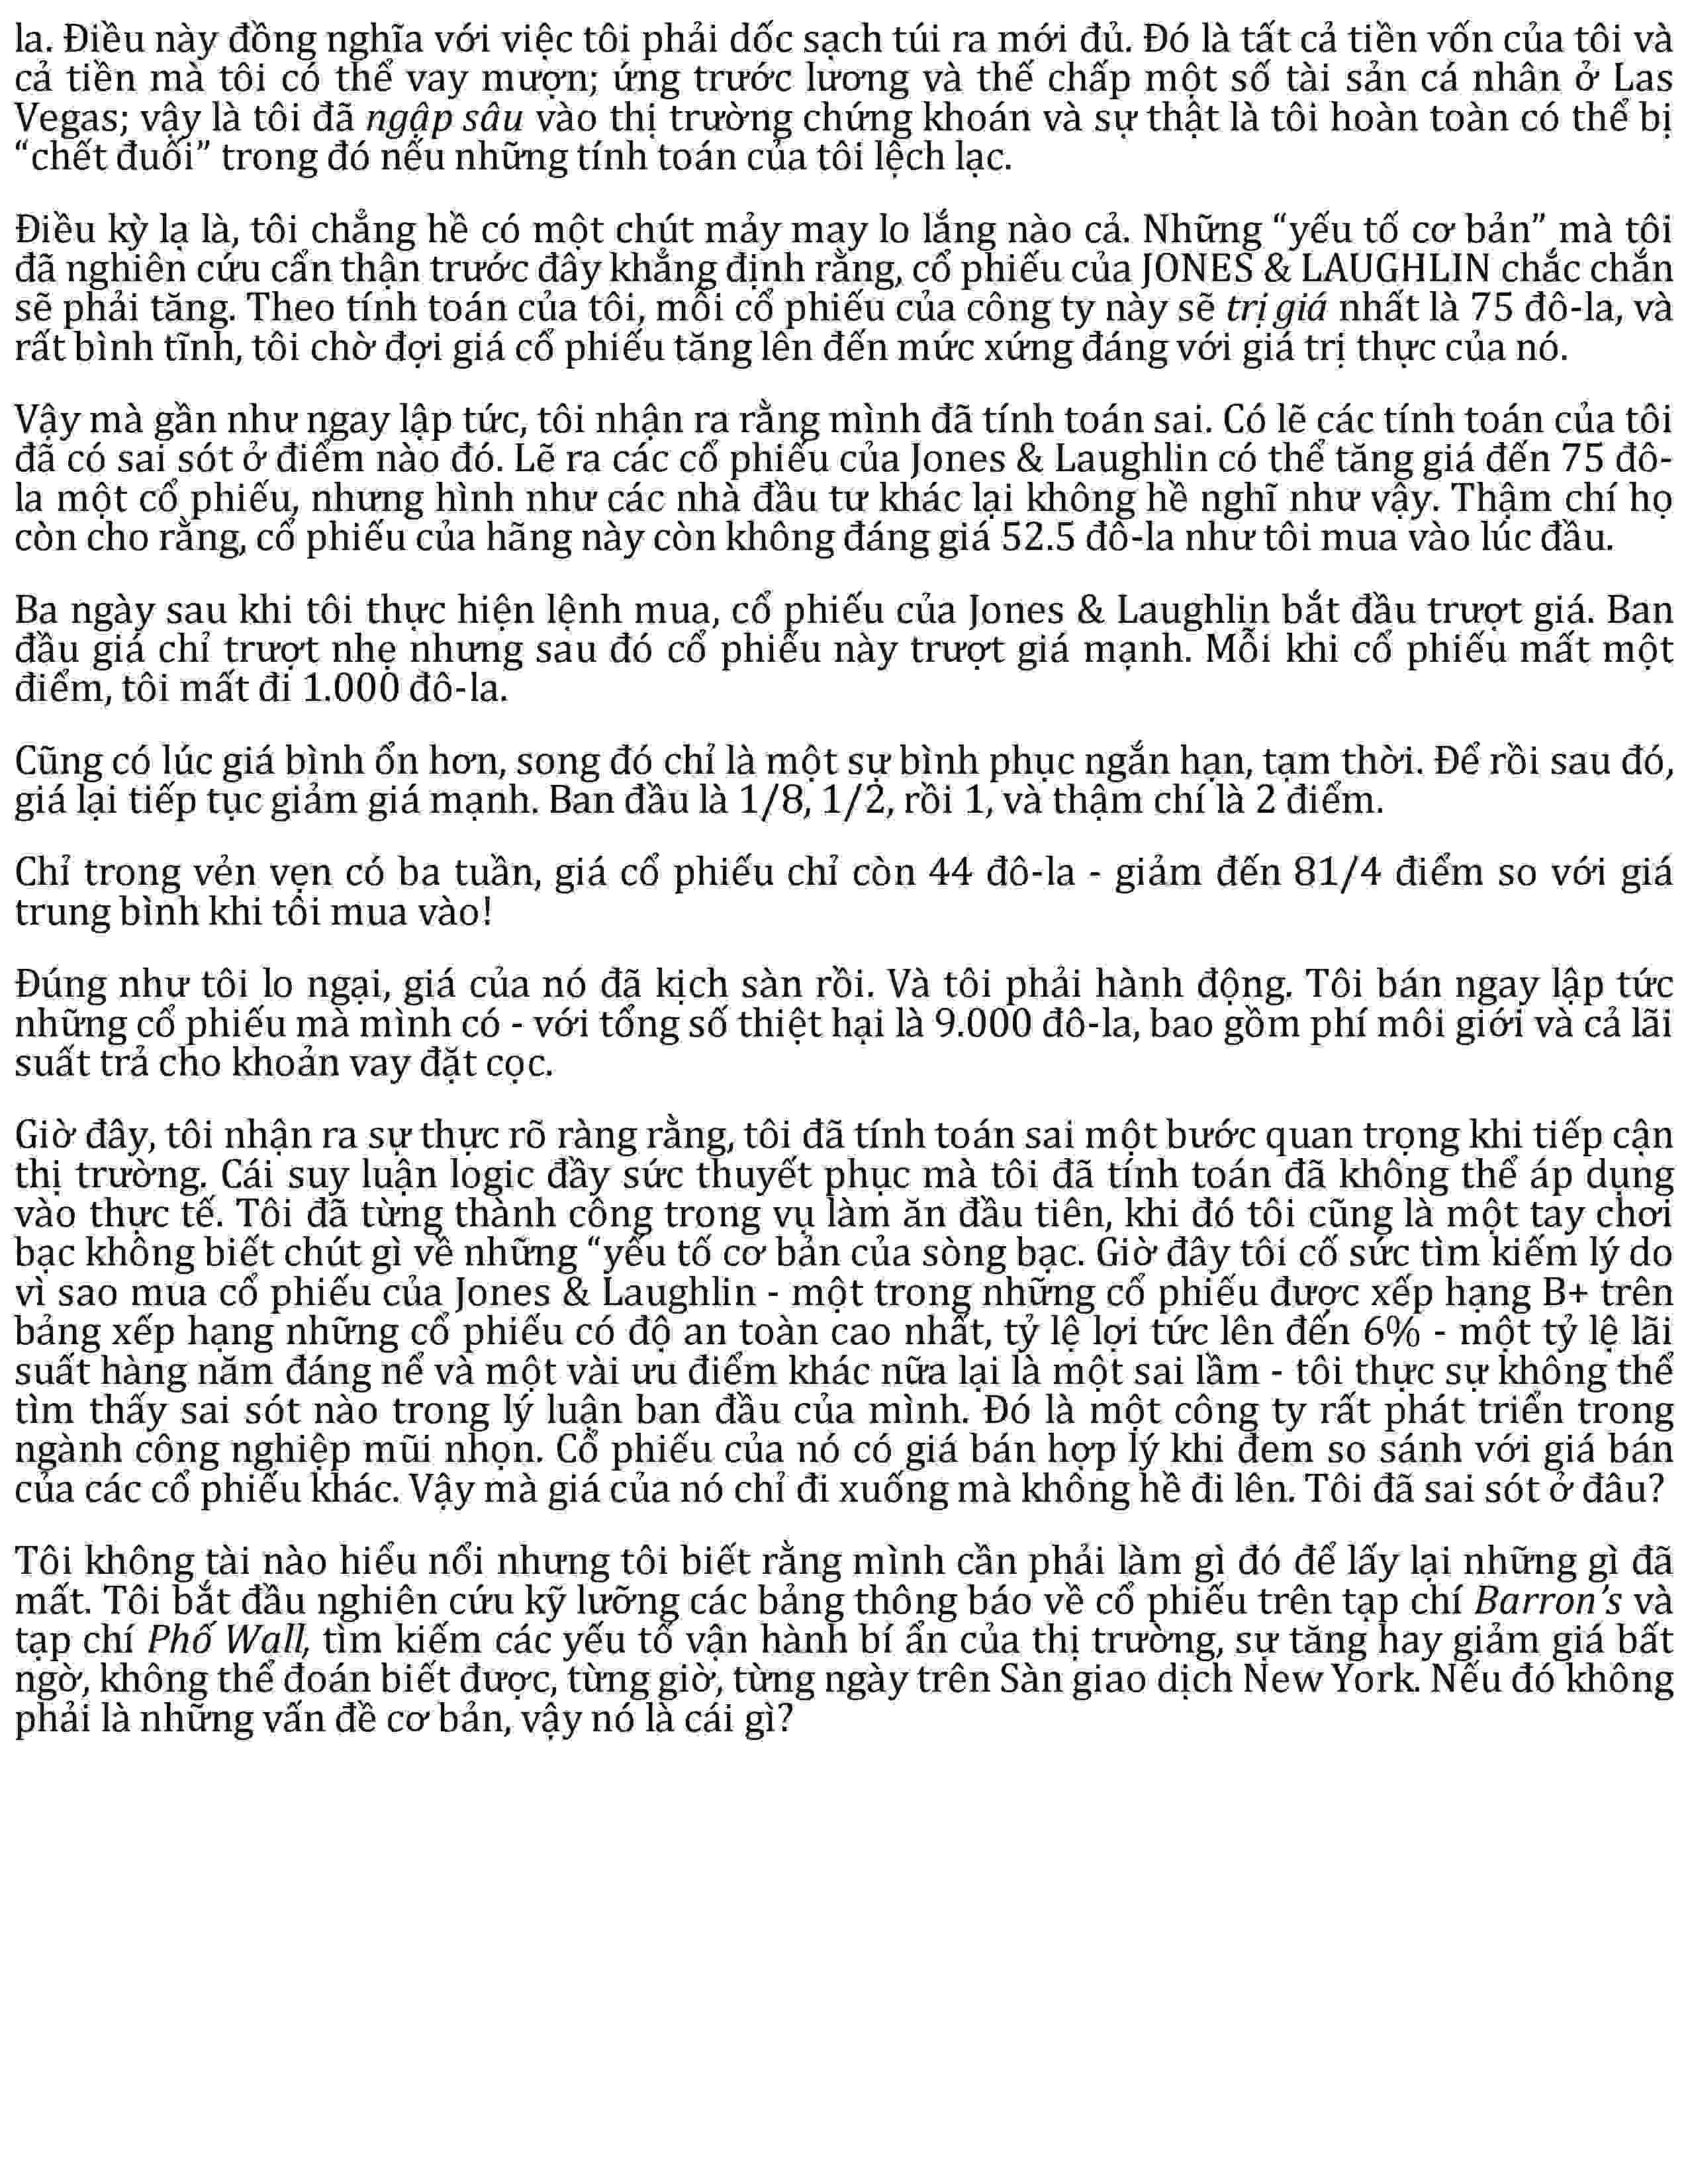 la. Điều này đồng nghĩa với việc tôi phải dốc sạch túi ra mới đủ. Đó là tất cả tiền vốn của tôi và
cả tiền mà tôi có thể vay mượn; ứng trước lương và thế chấp một số tài sản cá nhân ở Las
Vegas; vậy là tôi đã ngập sâu vào thị trường chứng khoán và sự thật là tôi hoàn toàn có thể bị
“chết đuối” trong đó nếu những tính toán của tôi lệch lạc.
Điều kỳ lạ là, tôi chẳng hề có một chút mảy may lo lắng nào cả. Những “yếu tố cơ bản” mà tôi
đã nghiên cứu cẩn thận trước đây khẳng định rằng, cổ phiếu của JONES & LAUGHLIN chắc chắn
sẽ phải tăng. Theo tính toán của tôi, mỗi cổ phiếu của công ty này sẽ trị giá nhất là 75 đô-la, và
rất bình tĩnh, tôi chờ đợi giá cổ phiếu tăng lên đến mức xứng đáng với giá trị thực của nó.
Vậy mà gần như ngay lập tức, tôi nhận ra rằng mình đã tính toán sai. Có lẽ các tính toán của tôi
đã có sai sót ở điểm nào đó. Lẽ ra các cổ phiếu của Jones & Laughlin có thể tăng giá đến 75 đô-
la một cổ phiếu, nhưng hình như các nhà đầu tư khác lại không hề nghĩ như vậy. Thậm chí họ
còn cho rằng, cổ phiếu của hãng này còn không đáng giá 52.5 đô-la như tôi mua vào lúc đầu.
Ba ngày sau khi tôi thực hiện lệnh mua, cổ phiếu của Jones & Laughlin bắt đầu trượt giá. Ban
đầu giá chỉ trượt nhẹ nhưng sau đó cổ phiếu này trượt giá mạnh. Mỗi khi cổ phiếu mất một
điểm, tôi mất đi 1.000 đô-la.
Cũng có lúc giá bình ổn hơn, song đó chỉ là một sự bình phục ngắn hạn, tạm thời. Để rồi sau đó,
giá lại tiếp tục giảm giá mạnh. Ban đầu là 1/8, 1/2, rồi 1, và thậm chí là 2 điểm.
Chỉ trong vẻn vẹn có ba tuần, giá cổ phiếu chỉ còn 44 đô-la - giảm đến 81/4 điểm so với giá
trung bình khi tôi mua vào!
Đúng như tôi lo ngại, giá của nó đã kịch sàn rồi. Và tôi phải hành động. Tôi bán ngay lập tức
những cổ phiếu mà mình có - với tổng số thiệt hại là 9.000 đô-la, bao gồm phí môi giới và cả lãi
suất trả cho khoản vay đặt cọc.
Giờ đây, tôi nhận ra sự thực rõ ràng rằng, tôi đã tính toán sai một bước quan trọng khi tiếp cận
thị trường. Cái suy luận logic đầy sức thuyết phục mà tôi đã tính toán đã không thể áp dụng
vào thực tế. Tôi đã từng thành công trong vụ làm ăn đầu tiên, khi đó tôi cũng là một tay chơi
bạc không biết chút gì về những “yếu tố cơ bản của sòng bạc. Giờ đây tôi cố sức tìm kiếm lý do
vì sao mua cổ phiếu của Jones & Laughlin - một trong những cổ phiếu được xếp hạng B+ trên
bảng xếp hạng những cổ phiếu có độ an toàn cao nhất, tỷ lệ lợi tức lên đến 6% - một tỷ lệ lãi
suất hàng năm đáng nể và một vài ưu điểm khác nữa lại là một sai lầm - tôi thực sự không thể
tìm thấy sai sót nào trong lý luận ban đầu của mình. Đó là một công ty rất phát triển trong
ngành công nghiệp mũi nhọn. Cổ phiếu của nó có giá bán hợp lý khi đem so sánh với giá bán
của các cổ phiếu khác. Vậy mà giá của nó chỉ đi xuống mà không hề đi lên. Tôi đã sai sót ở đâu?
Tôi không tài nào hiểu nổi nhưng tôi biết rằng mình cần phải làm gì đó để lấy lại những gì đã
mất. Tôi bắt đầu nghiên cứu kỹ lưỡng các bảng thông báo về cổ phiếu trên tạp chí Barron’s và
tạp chí Phố Wall, tìm kiếm các yếu tố vận hành bí ẩn của thị trường, sự tăng hay giảm giá bất
ngờ, không thể đoán biết được, từng giờ, từng ngày trên Sàn giao dịch New York. Nếu đó không
phải là những vấn đề cơ bản, vậy nó là cái gì?